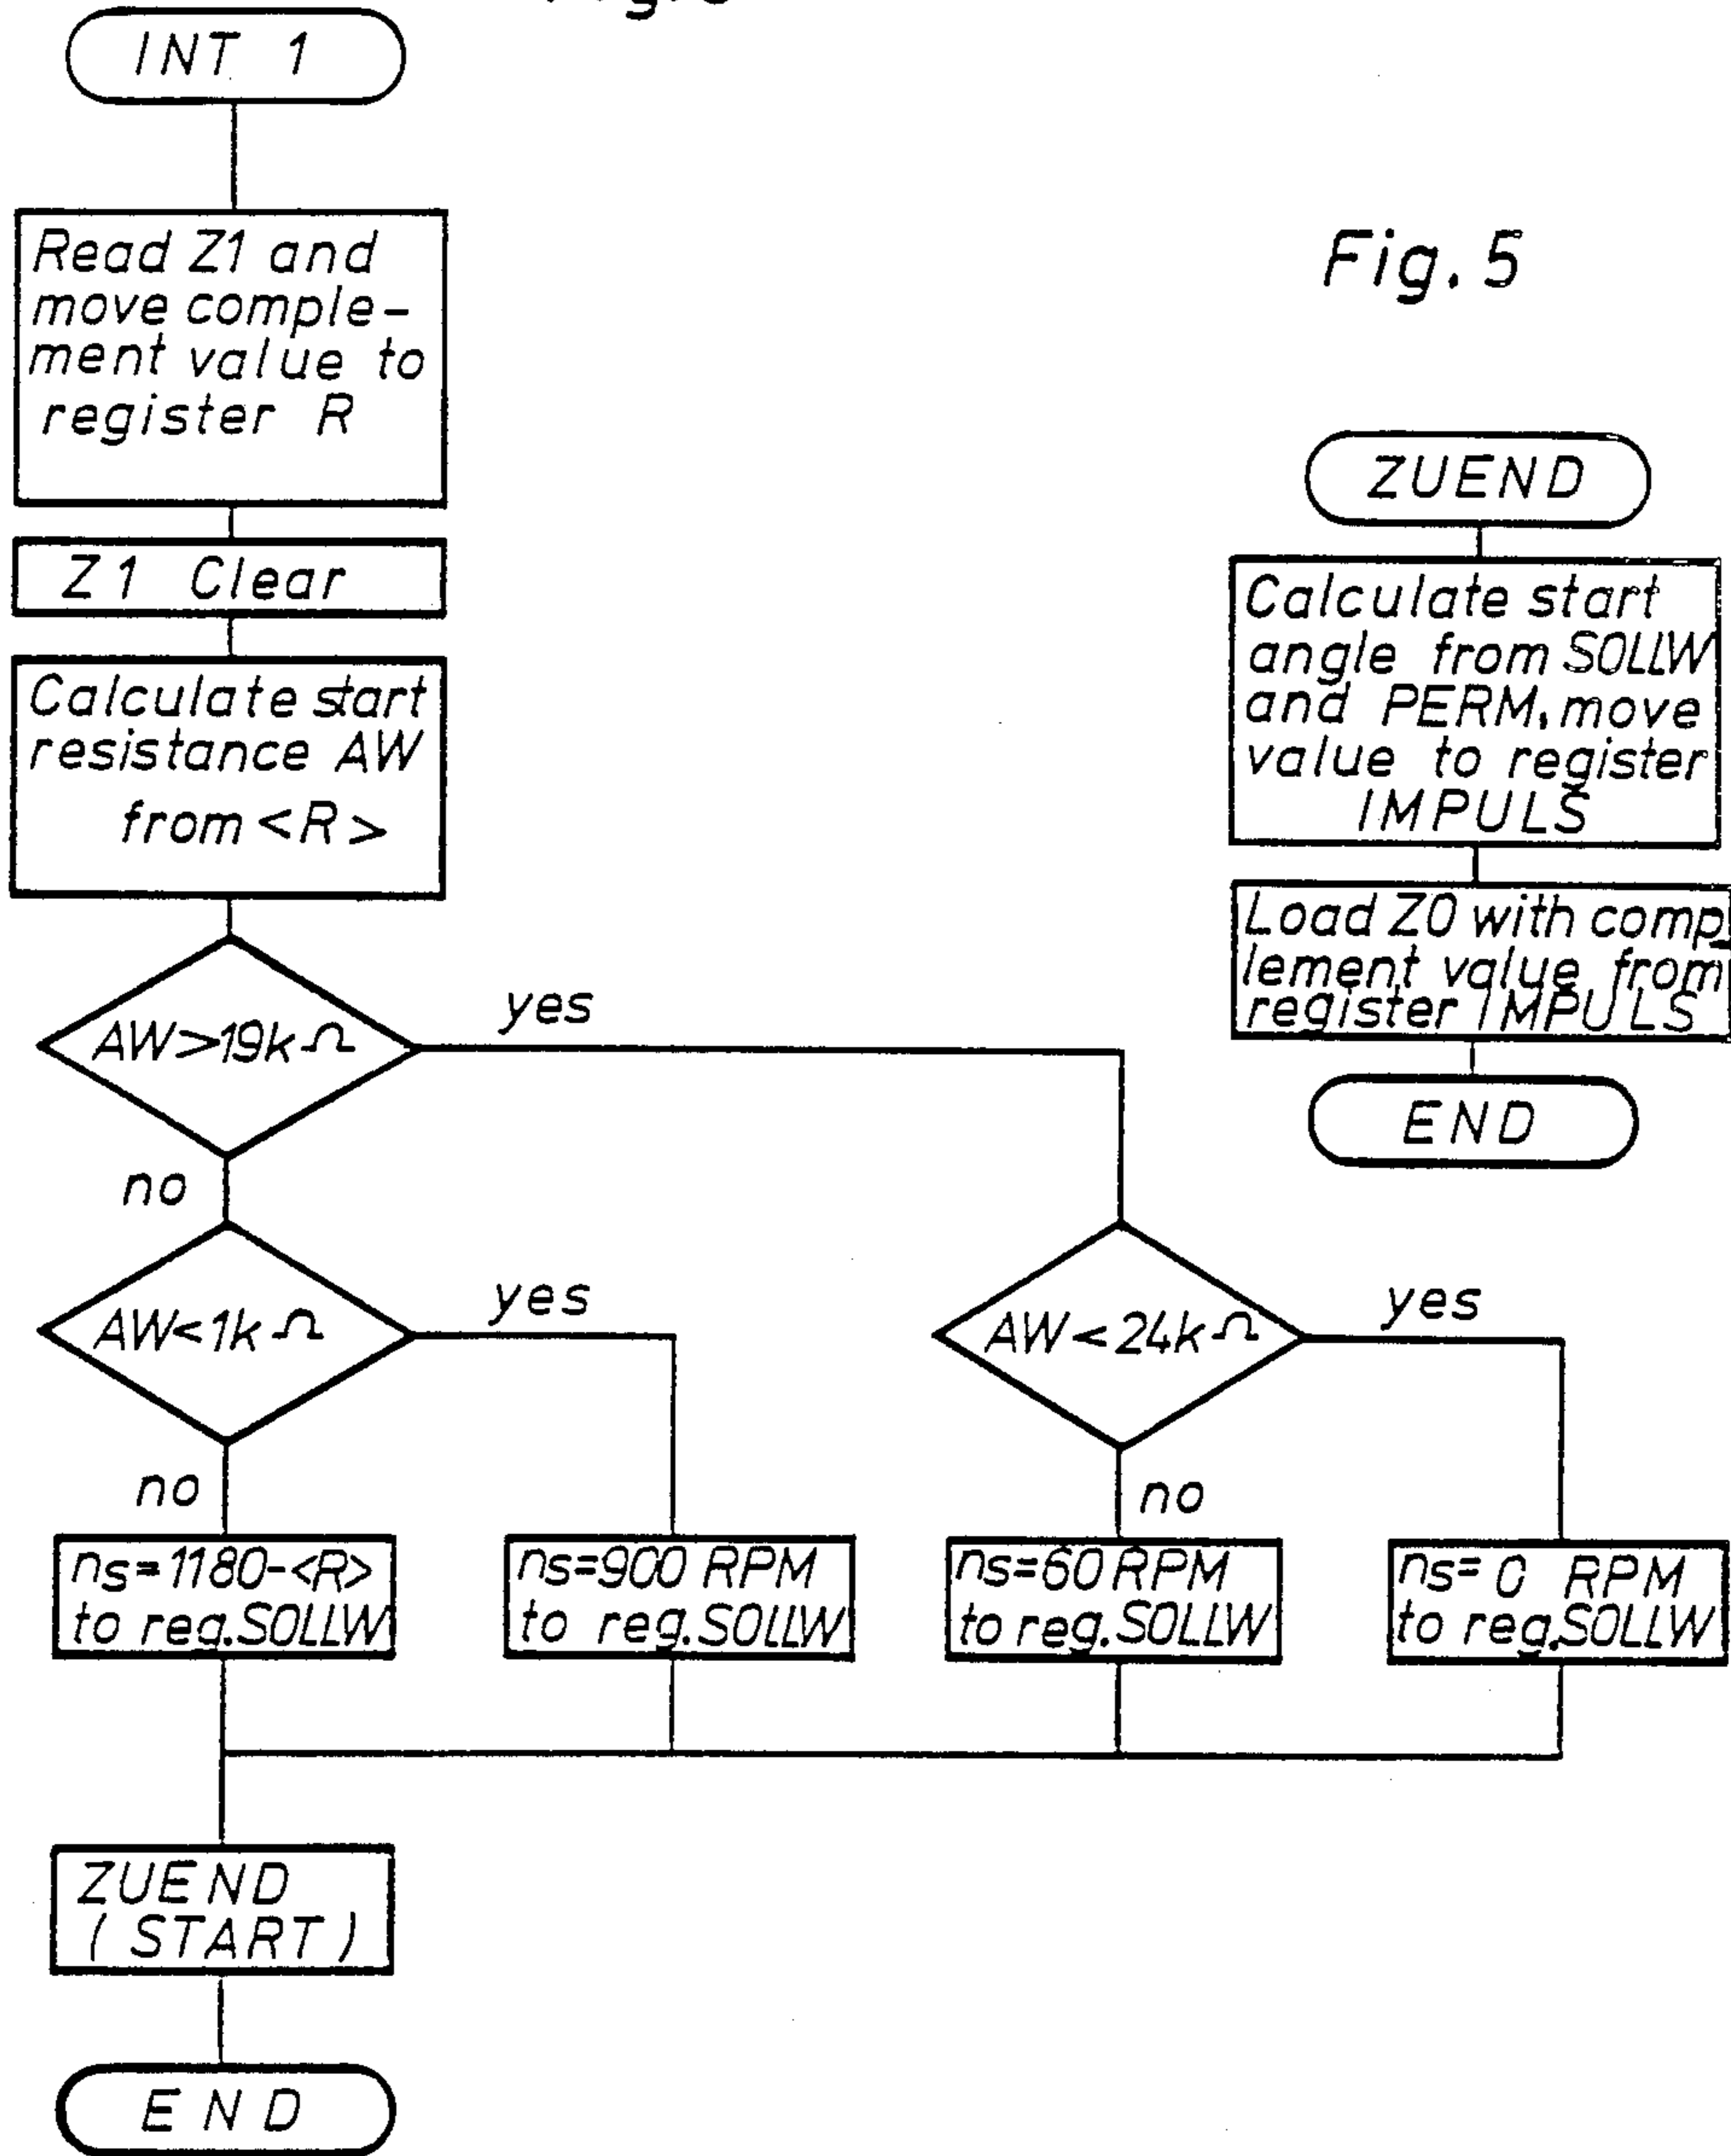 INT 1
Read Z1 and
move comple-
ment value to
register R
Z1 Clear
Calculate start
resistance AW
from <R>
AW>19kΩ
yes
no
AW<1kΩ
yes
no
AW<24kΩ
yes
no
ns=1180-<R>
to reg.SOLLW
ns=900 RPM
to reg.SOLLW
ns=60 RPM
to reg.SOLLW
ns= 0 RPM
to reg.SOLLW
ZUEND
(START)
END
Fig. 5
ZUEND
Calculate start
angle from SOLLW
and PERM, move
value to register
IMPULS
Load Z0 with comp-
lement value from
register IMPULS
END